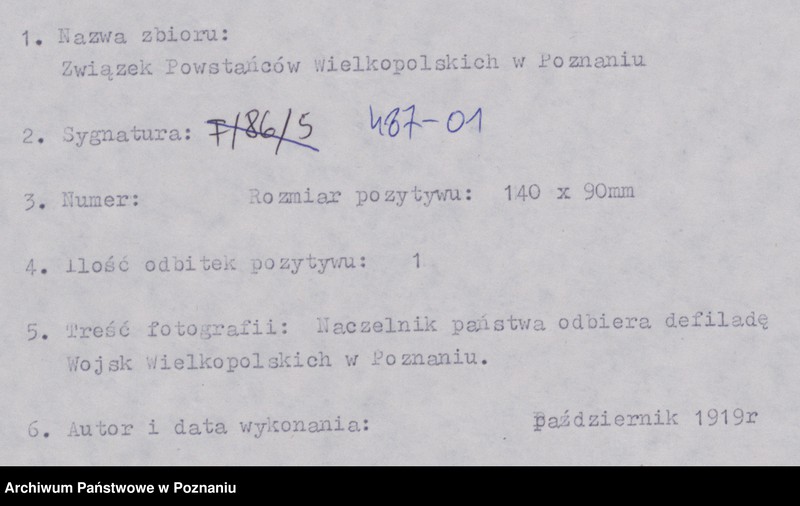 1. Nazwa zbioru:
Związek Powstańców Wielkopolskich w Poznaniu
2. Sygnatura: F/86/5 487-01
3. Numer: Rozmiar pozytywu: 140 x 90mm
4. Ilość odbitek pozytywu: 1
5. Treść fotografii: Naczelnik państwa odbiera defiladę
Wojsk Wielkopolskich w Poznaniu.
6. Autor i data wykonania: październik 1919r
Archiwum Państwowe w Poznaniu